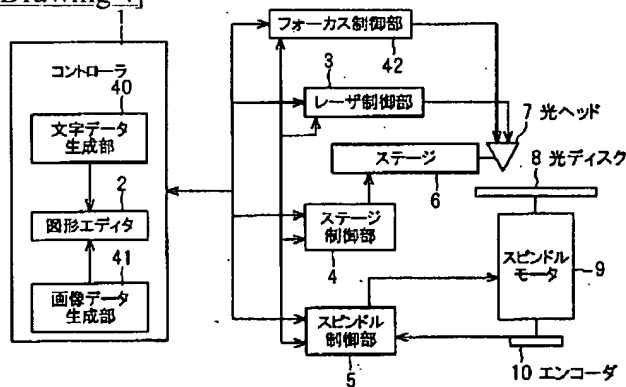 1
コントローラ
40
文字データ
生成部
2
図形エディタ
41
画像データ
生成部
フォーカス制御部
42
3
レーザ制御部
7 光ヘッド
ステージ
6
8 光ディスク
ステージ
制御部
4
スピンドル
モータ
9
スピンドル
制御部
5
10 エンコーダ